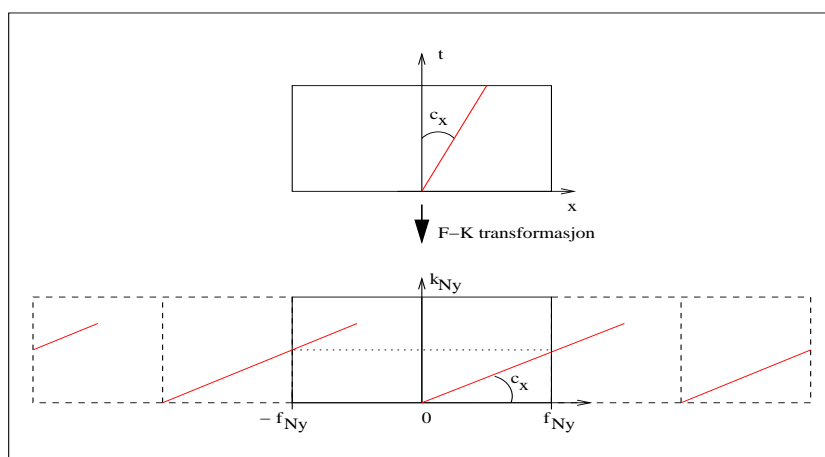 t
c_x
x
F−K transformasjon
k_Ny
c_x
− f_Ny
0
f_Ny